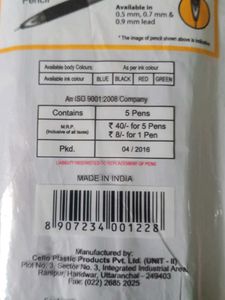 Pencil
Available in
0.5 mm, 0.7 mm &
0.9 mm lead
* The image of product shown above is indicative.
Available body Colours: As per ink colour
Available ink colour BLUE BLACK RED GREEN
An ISO 9001:2008 Company
Contains 5 Pens
M.R.P. ₹ 40/- for 5 Pens
(Inclusive of all taxes) ₹ 8/- for 1 Pen
Pkd. 04 / 2016
LIABILITY RESTRICTED TO REPLACEMENT OF PENS
MADE IN INDIA
8 907234 001228
Manufactured by:
Cello Plastic Products Pvt. Ltd. (UNIT - II)
Plot No. 3, Sector No. 3, Integrated Industrial Area,
Ranipur, Haridwar, Uttaranchal - 249403
Fax: (022) 2685 2025